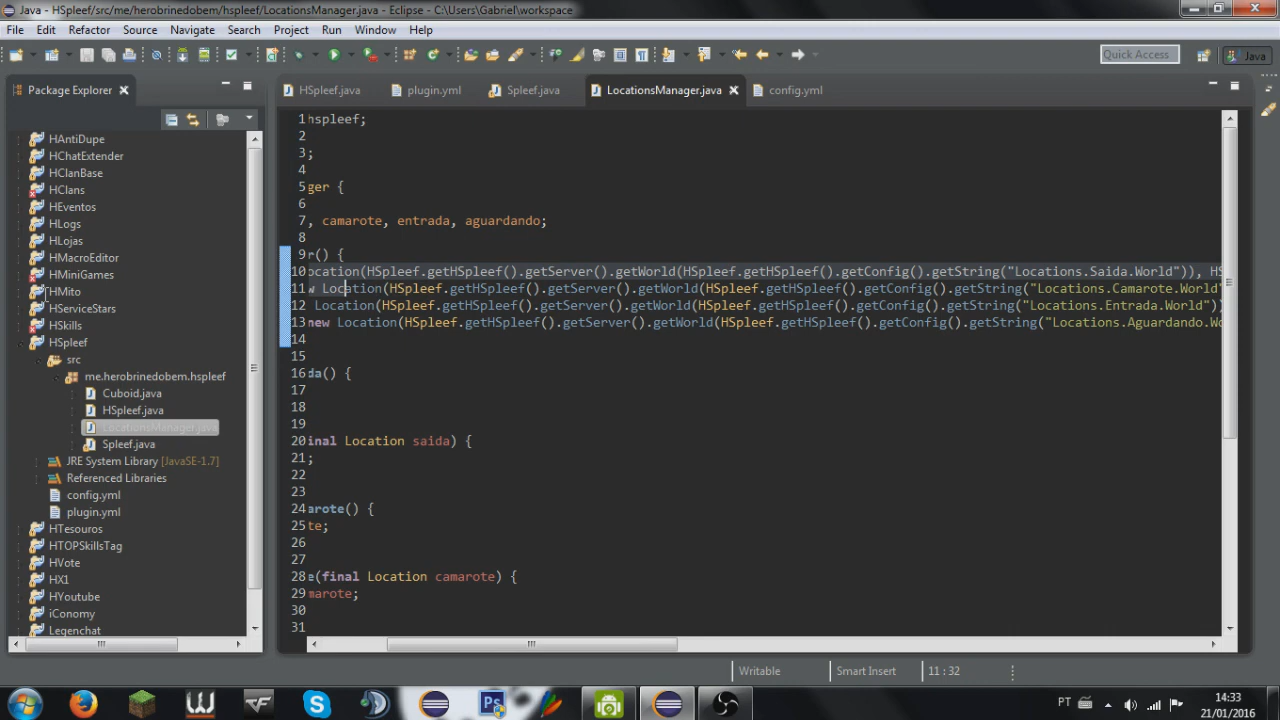 Java - HSpleef/src/me/herobrinedobem/hspleef/LocationsManager.java - Eclipse - C:\Users\Gabriel\workspace
File Edit Refactor Source Navigate Search Project Run Window Help
Quick Access
Java
Package Explorer
HSpleef.java
plugin.yml
Spleef.java
LocationsManager.java
config.yml
HAntiDupe
HChatExtender
HClanBase
HClans
HEventos
HLogs
HLojas
HMacroEditor
HMiniGames
HMito
HServiceStars
HSkills
HSpleef
src
me.herobrinedobem.hspleef
Cuboid.java
HSpleef.java
LocationsManager.java
Spleef.java
JRE System Library [JavaSE-1.7]
Referenced Libraries
config.yml
plugin.yml
HTesouros
HTOPSkillsTag
HVote
HX1
HYoutube
iConomy
Legenchat
1 hspleef;
2
3 ;
4
5 ger {
6
7 , camarote, entrada, aguardando;
8
9 r() {
10 ocation(HSpleef.getHSpleef().getServer().getWorld(HSpleef.getHSpleef().getConfig().getString("Locations.Saida.World")), HS
11 w Location(HSpleef.getHSpleef().getServer().getWorld(HSpleef.getHSpleef().getConfig().getString("Locations.Camarote.World"
12 Location(HSpleef.getHSpleef().getServer().getWorld(HSpleef.getHSpleef().getConfig().getString("Locations.Entrada.World"))
13 new Location(HSpleef.getHSpleef().getServer().getWorld(HSpleef.getHSpleef().getConfig().getString("Locations.Aguardando.Wo
14
15
16 da() {
17
18
19
20 inal Location saida) {
21 ;
22
23
24 arote() {
25 te;
26
27
28 e(final Location camarote) {
29 marote;
30
31
Writable
Smart Insert
11 : 32
PT
14:33
21/01/2016